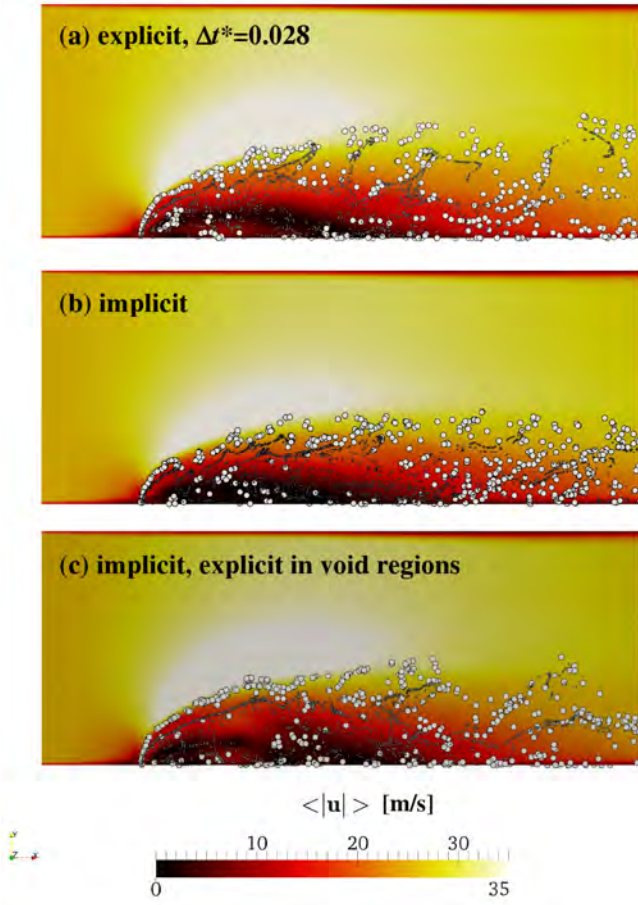 (a) explicit, Δt*=0.028
(b) implicit
(c) implicit, explicit in void regions
<|u|> [m/s]
10 20 30
0 35
Y
Z X